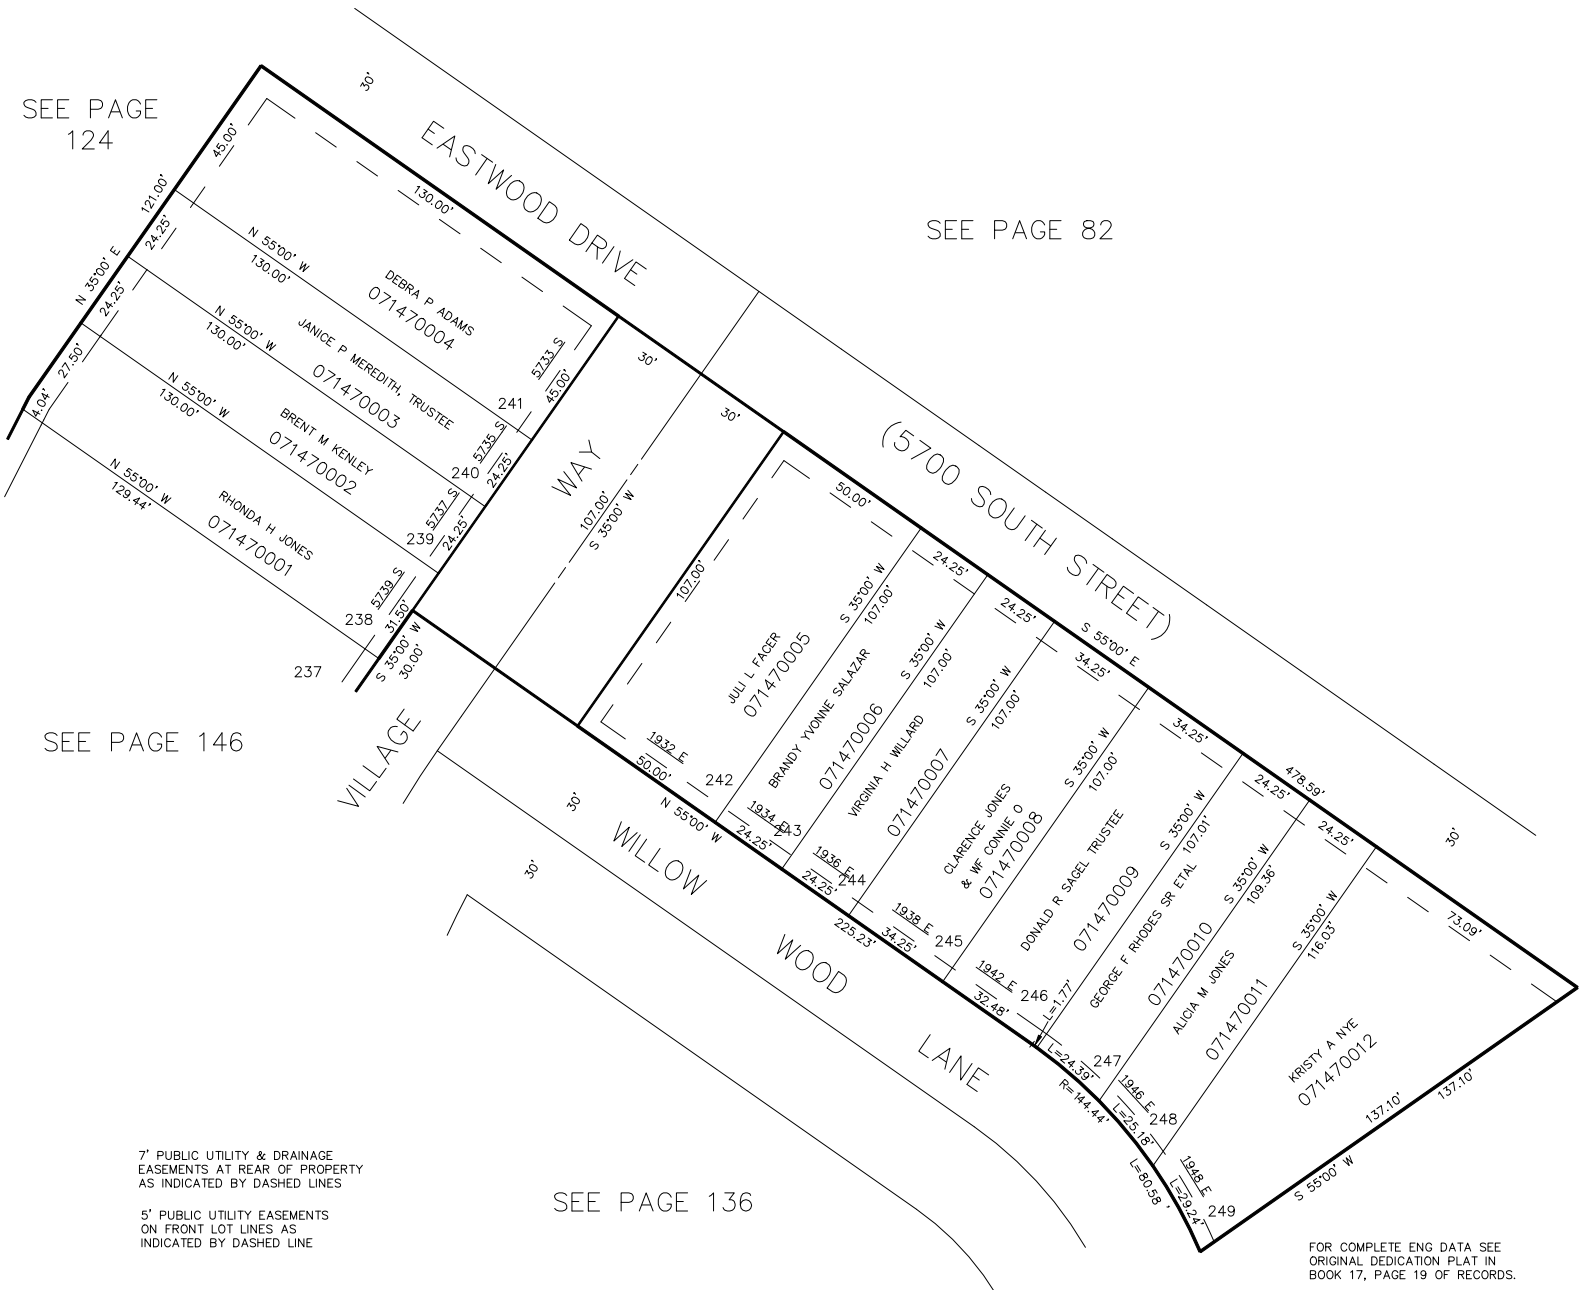 SEE PAGE
124
30'
EASTWOOD DRIVE
(5700 SOUTH STREET)
SEE PAGE 82
45.00'
121.00'
24.25'
N 35°00' E
24.25'
27.50'
4.04'
130.00'
N 55°00' W
130.00'
DEBRA P ADAMS
071470004
5733 S
45.00'
241
N 55°00' W
130.00'
JANICE P MEREDITH, TRUSTEE
071470003
5735 S
24.25'
240
N 55°00' W
130.00'
BRENT M KENLEY
071470002
5737 S
24.25'
239
N 55°00' W
129.44'
RHONDA H JONES
071470001
5739 S
31.50'
238
237
S 35°00' W
30.00'
30'
30'
WAY
107.00'
S 35°00' W
VILLAGE
SEE PAGE 146
107.00'
50.00'
JULI L FAGER
071470005
S 35°00' W
107.00'
1932 E
50.00'
242
N 55°00' W
24.25'
BRANDY YVONNE SALAZAR
071470006
S 35°00' W
107.00'
1934 E
24.25'
243
24.25'
VIRGINIA H WILLARD
071470007
S 35°00' W
107.00'
1936 E
24.25'
244
S 55°00' E
34.25'
CLARENCE JONES
& WF CONNIE O
071470008
S 35°00' W
107.00'
1938 E
34.25'
245
225.23'
34.25'
DONALD R SAGEL TRUSTEE
071470009
S 35°00' W
107.01'
1942 E
32.48'
246
L=1.77'
478.59'
24.25'
GEORGE F RHODES SR ETAL
071470010
S 35°00' W
109.36'
L=24.39'
247
R=144.44'
24.25'
ALICIA M JONES
071470011
S 35°00' W
116.03'
1946 E
L=25.18'
248
30'
73.09'
KRISTY A NYE
071470012
137.10'
137.10'
S 55°00' W
1948 E
L=29.24'
249
L=80.58'
30'
30'
WILLOW
WOOD
LANE
SEE PAGE 136
7' PUBLIC UTILITY & DRAINAGE
EASEMENTS AT REAR OF PROPERTY
AS INDICATED BY DASHED LINES
5' PUBLIC UTILITY EASEMENTS
ON FRONT LOT LINES AS
INDICATED BY DASHED LINE
FOR COMPLETE ENG DATA SEE
ORIGINAL DEDICATION PLAT IN
BOOK 17, PAGE 19 OF RECORDS.